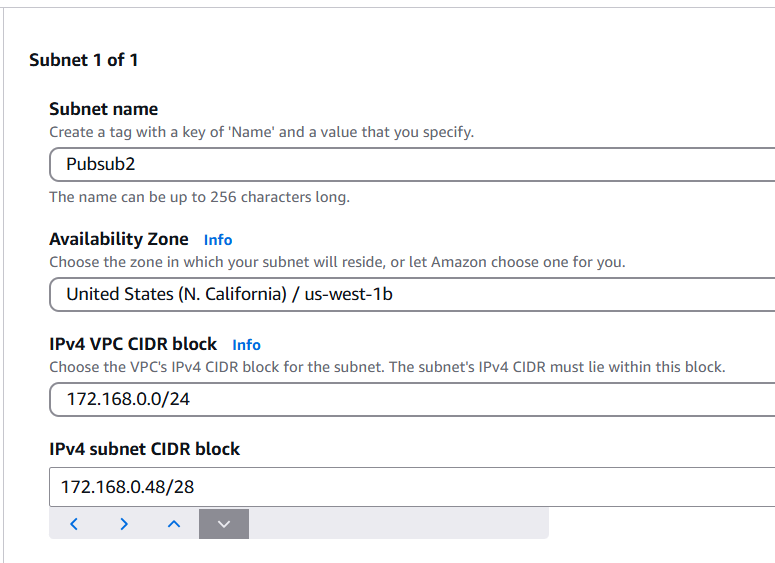 Subnet 1 of 1
Subnet name
Create a tag with a key of 'Name' and a value that you specify.
Pubsub2
The name can be up to 256 characters long.
Availability Zone Info
Choose the zone in which your subnet will reside, or let Amazon choose one for you.
United States (N. California) / us-west-1b
IPv4 VPC CIDR block Info
Choose the VPC's IPv4 CIDR block for the subnet. The subnet's IPv4 CIDR must lie within this block.
172.168.0.0/24
IPv4 subnet CIDR block
172.168.0.48/28